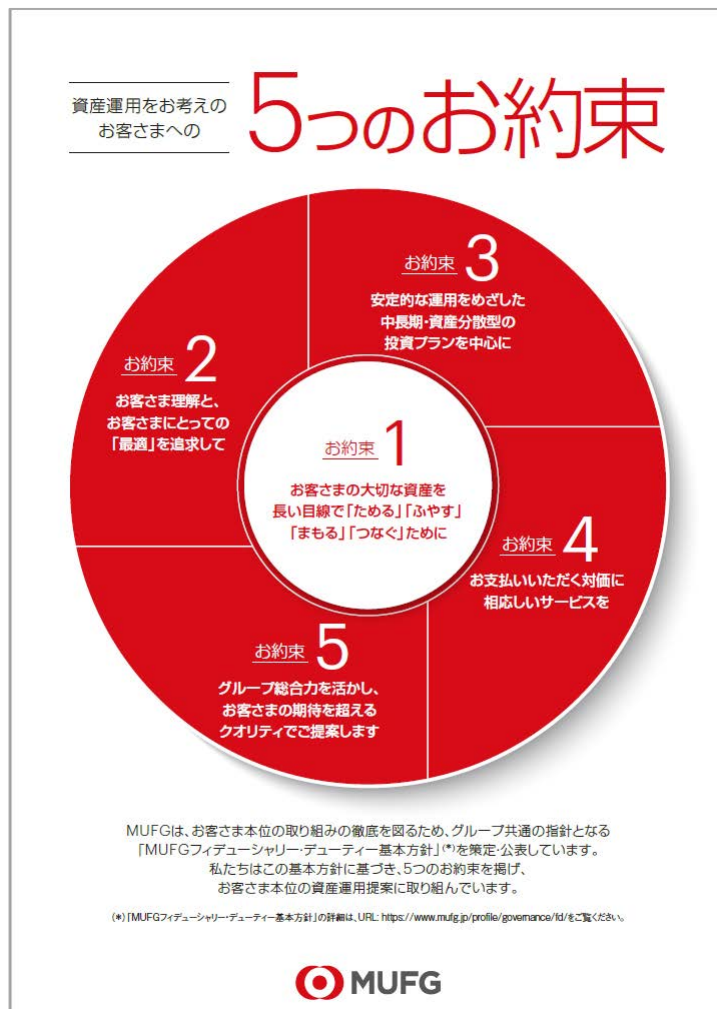 資産運用をお考えの
お客さまへの
5つのお約束
お約束 1
お客さまの大切な資産を
長い目線で「ためる」「ふやす」
「まもる」「つなぐ」ために
お約束 2
お客さま理解と、
お客さまにとっての
「最適」を追求して
お約束 3
安定的な運用をめざした
中長期・資産分散型の
投資プランを中心に
お約束 4
お支払いいただく対価に
相応しいサービスを
お約束 5
グループ総合力を活かし、
お客さまの期待を超える
クオリティでご提案します
MUFGは、お客さま本位の取り組みの徹底を図るため、グループ共通の指針となる
「MUFGフィデューシャリー・デューティー基本方針」(*)を策定・公表しています。
私たちはこの基本方針に基づき、5つのお約束を掲げ、
お客さま本位の資産運用提案に取り組んでいます。
(*)「MUFGフィデューシャリー・デューティー基本方針」の詳細は、URL: https://www.mufg.jp/profile/governance/fd/をご覧ください。
MUFG